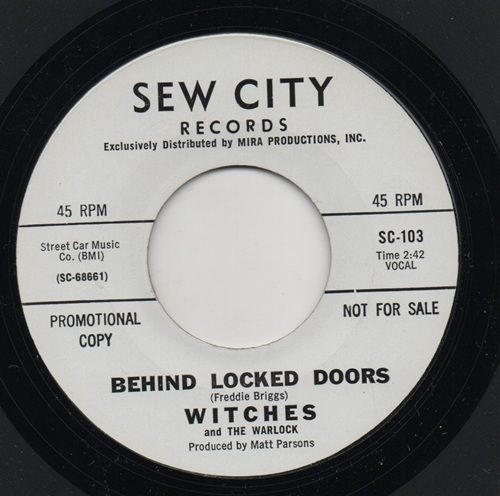 SEW CITY
RECORDS
Exclusively Distributed by MIRA PRODUCTIONS, INC.
45 RPM
45 RPM
Street Car Music
Co. (BMI)
(SC-68661)
SC-103
Time 2:42
VOCAL
PROMOTIONAL
COPY
NOT FOR SALE
BEHIND LOCKED DOORS
(Freddie Briggs)
WITCHES
and THE WARLOCK
Produced by Matt Parsons